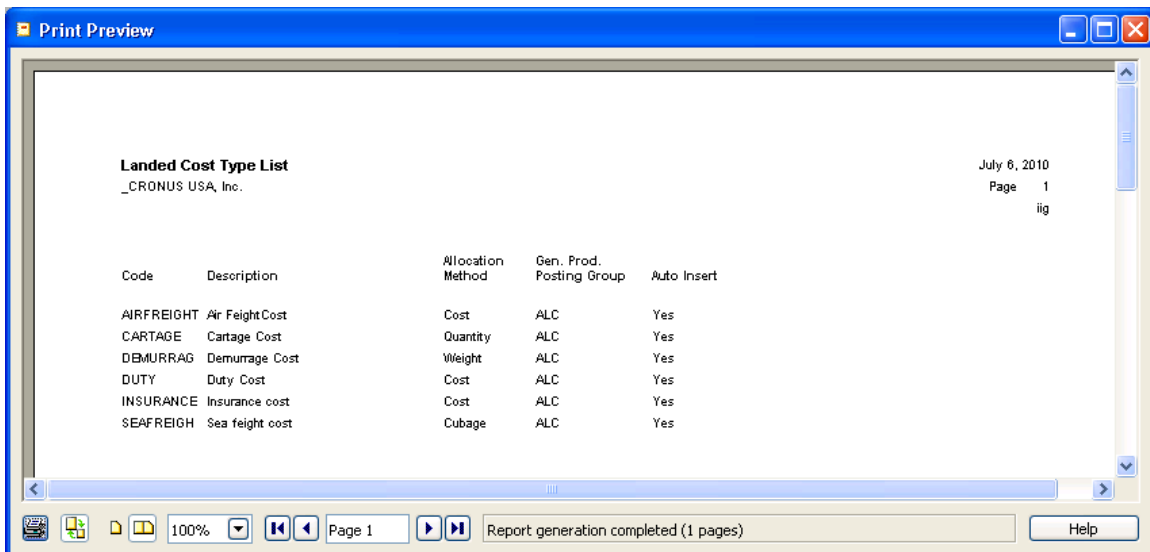 Print Preview
Landed Cost Type List July 6, 2010
_CRONUS USA, Inc. Page 1
iig
Allocation Gen. Prod.
Code Description Method Posting Group Auto Insert
AIRFREIGHT Air FeightCost Cost ALC Yes
CARTAGE Cartage Cost Quantity ALC Yes
DEMURRAG Demurrage Cost Weight ALC Yes
DUTY Duty Cost Cost ALC Yes
INSURANCE Insurance cost Cost ALC Yes
SEAFREIGH Sea feight cost Cubage ALC Yes
100% Page 1 Report generation completed (1 pages) Help